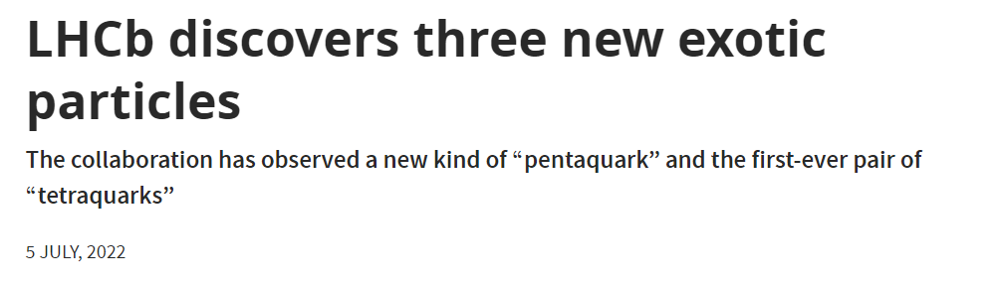 LHCb discovers three new exotic
particles
The collaboration has observed a new kind of “pentaquark” and the first-ever pair of
“tetraquarks”
5 JULY, 2022